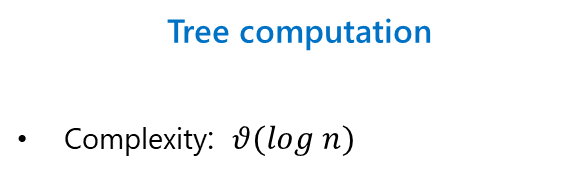 Tree computation
• Complexity: ϑ(log n)